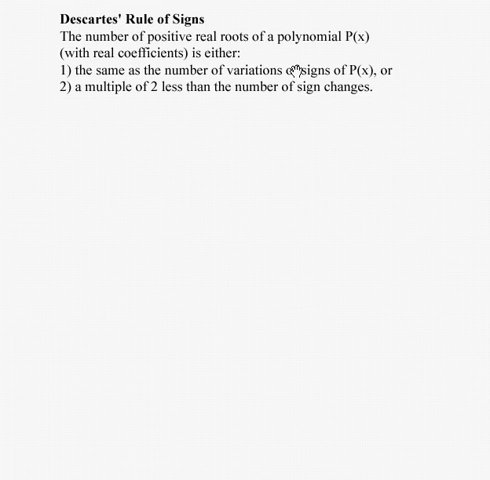 Descartes' Rule of Signs
The number of positive real roots of a polynomial P(x)
(with real coefficients) is either:
1) the same as the number of variations signs of P(x), or
2) a multiple of 2 less than the number of sign changes.